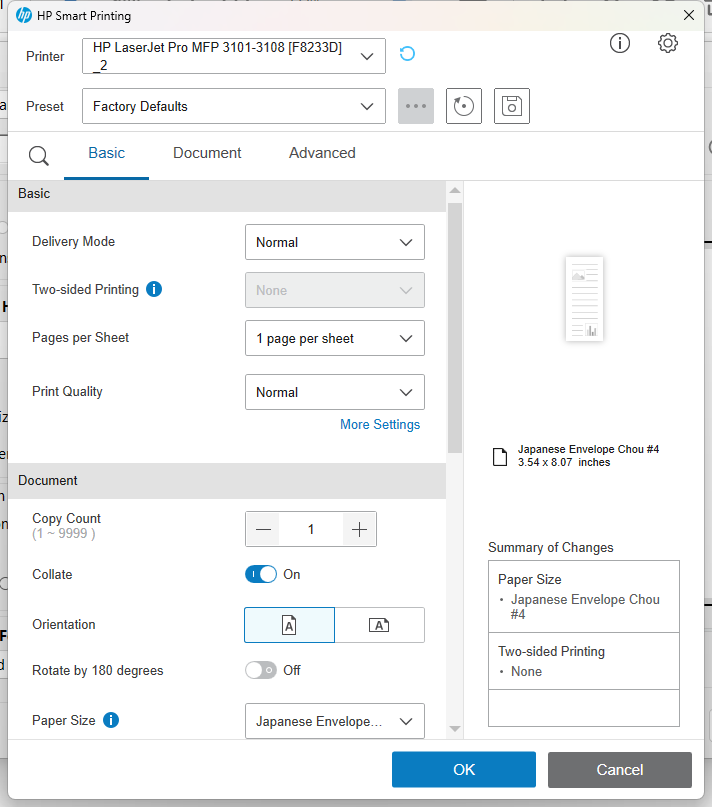 HP Smart Printing
Printer
HP LaserJet Pro MFP 3101-3108 [F8233D]
_2
Preset
Factory Defaults
Basic
Document
Advanced
Basic
Delivery Mode
Normal
Two-sided Printing
None
Pages per Sheet
1 page per sheet
Print Quality
Normal
More Settings
Document
Copy Count
(1 ~ 9999 )
1
Collate
On
Orientation
A
A
Rotate by 180 degrees
Off
Paper Size
Japanese Envelope...
Japanese Envelope Chou #4
3.54 x 8.07 inches
Summary of Changes
Paper Size
• Japanese Envelope Chou
#4
Two-sided Printing
• None
OK
Cancel